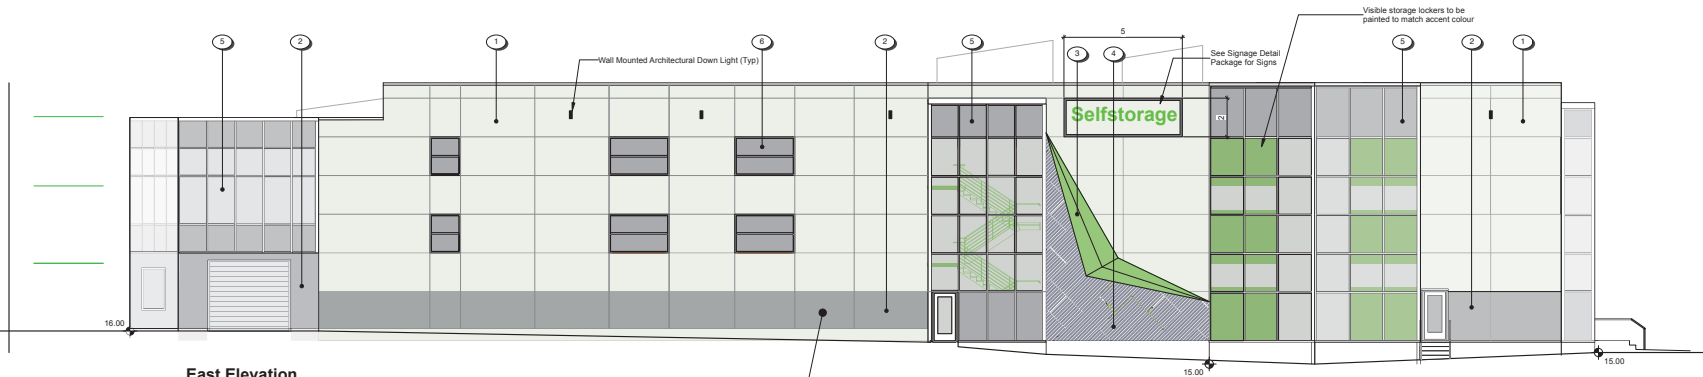 Visible storage lockers to be
painted to match accent colour
5
2
1
6
2
5
3
5
4
5
2
1
Wall Mounted Architectural Down Light (Typ)
See Signage Detail
Package for Signs
Selfstorage
2
16.00
15.00
15.00
East Elevation